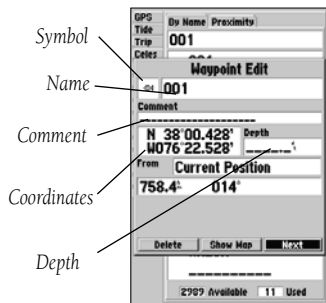 GPS
Tide
Trip
Celes
By Name Proximity
001
Symbol
Waypoint Edit
Name
001
Comment
Comment
N 38°00.428'
W076°22.528'
Depth
Coordinates
From
Current Position
758.4
014°
Depth
Delete Show Map Next
2989 Available 11 Used